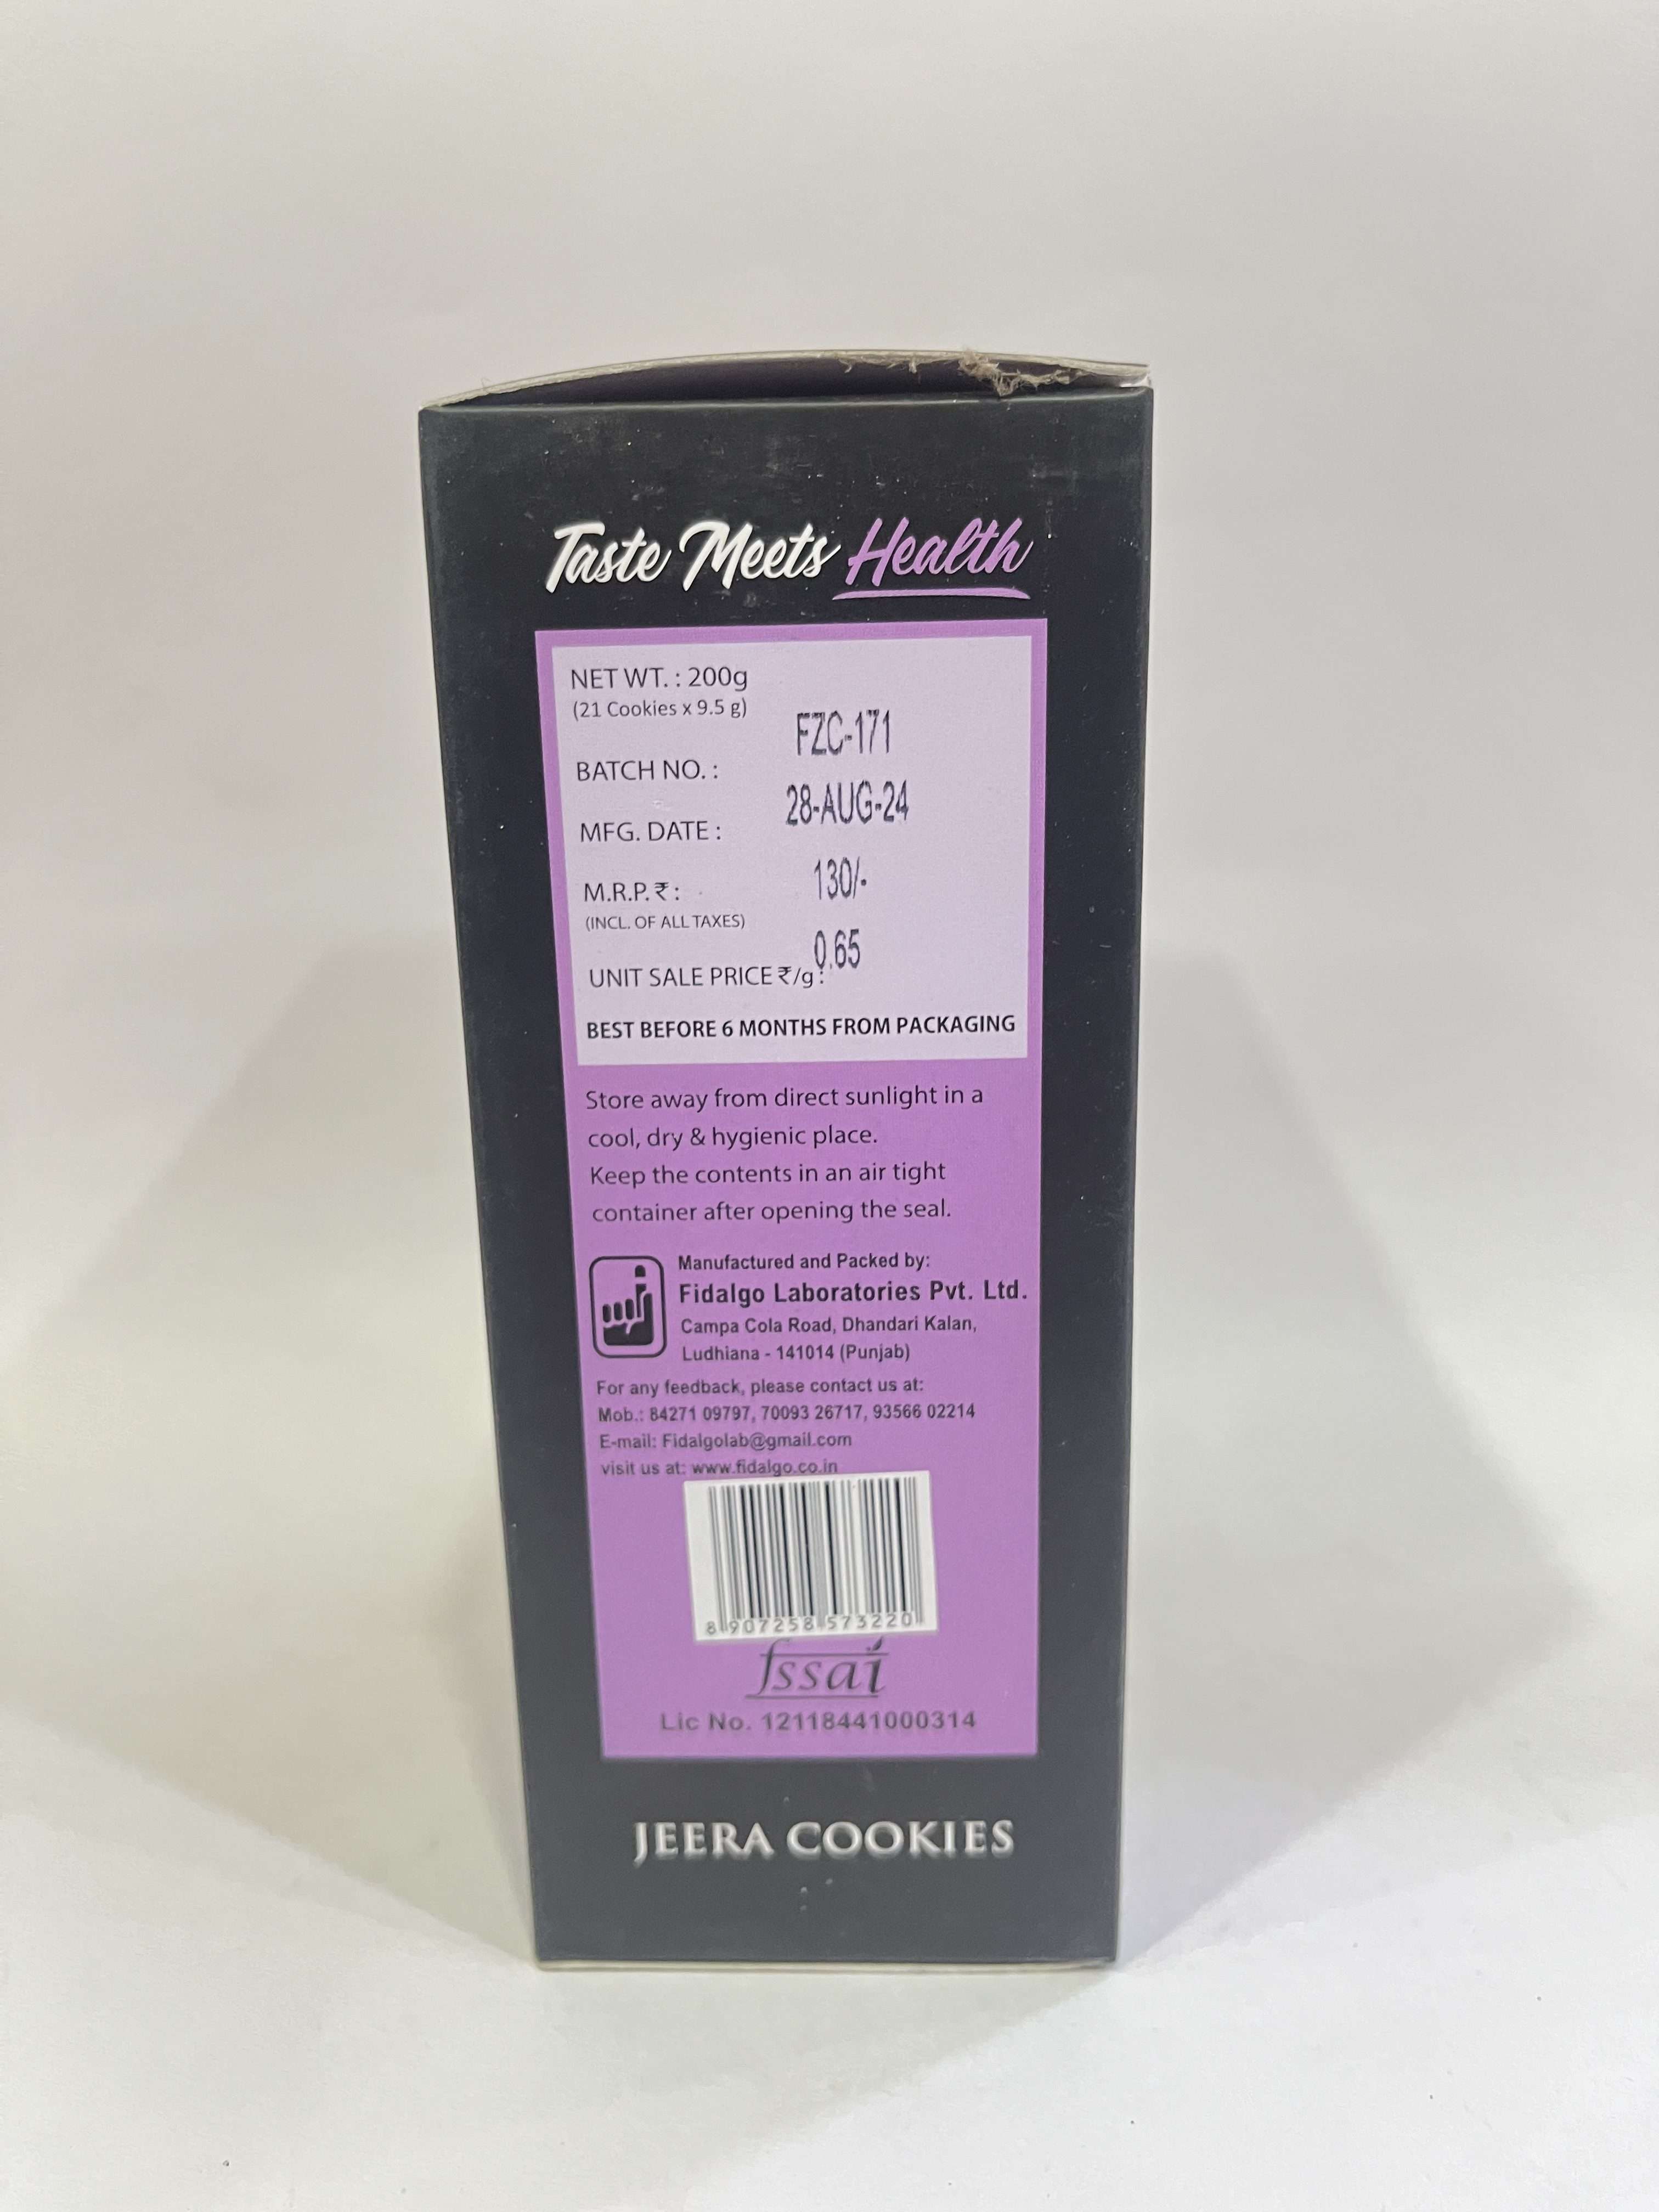 Taste Meets Health
NET WT. : 200g
(21 Cookies x 9.5 g)
BATCH NO. : FZC-171
MFG. DATE : 28-AUG-24
M.R.P. ₹ : 130/-
(INCL. OF ALL TAXES)
UNIT SALE PRICE ₹/g : 0.65
BEST BEFORE 6 MONTHS FROM PACKAGING
Store away from direct sunlight in a
cool, dry & hygienic place.
Keep the contents in an air tight
container after opening the seal.
Manufactured and Packed by:
Fidalgo Laboratories Pvt. Ltd.
Campa Cola Road, Dhandari Kalan,
Ludhiana - 141014 (Punjab)
For any feedback, please contact us at:
Mob.: 84271 09797, 70093 26717, 93566 02214
E-mail: Fidalgolab@gmail.com
visit us at: www.fidalgo.co.in
8 907258 573220
fssai
Lic No. 12118441000314
JEERA COOKIES